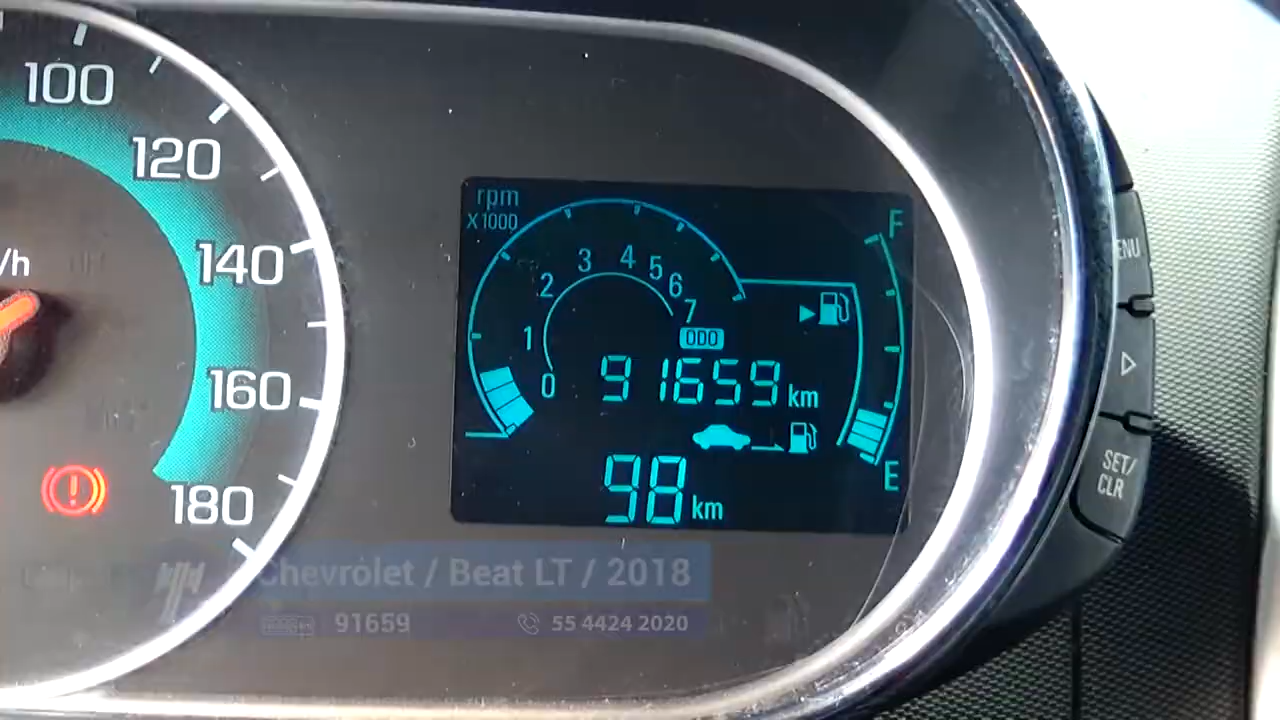 100
120
140
/h
160
180
rpm
X1000
0
1
2
3
4
5
6
7
F
ODO
91659 km
98 km
E
MENU
SET/
CLR
Chevrolet / Beat LT / 2018
91659
55 4424 2020